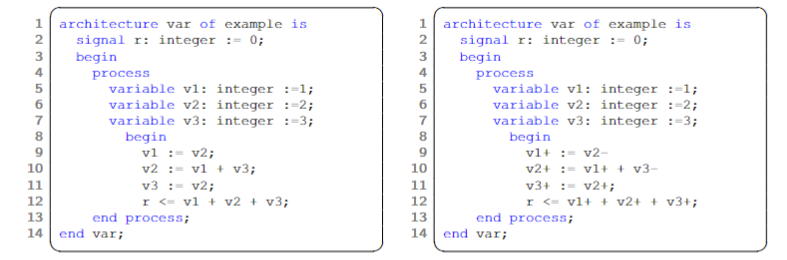 1 architecture var of example is
2 signal r: integer := 0;
3 begin
4 process
5 variable v1: integer :=1;
6 variable v2: integer :=2;
7 variable v3: integer :=3;
8 begin
9 v1 := v2;
10 v2 := v1 + v3;
11 v3 := v2;
12 r <= v1 + v2 + v3;
13 end process;
14 end var;
1 architecture var of example is
2 signal r: integer := 0;
3 begin
4 process
5 variable v1: integer :=1;
6 variable v2: integer :=2;
7 variable v3: integer :=3;
8 begin
9 v1+ := v2-
10 v2+ := v1+ + v3-
11 v3+ := v2+;
12 r <= v1+ + v2+ + v3+;
13 end process;
14 end var;